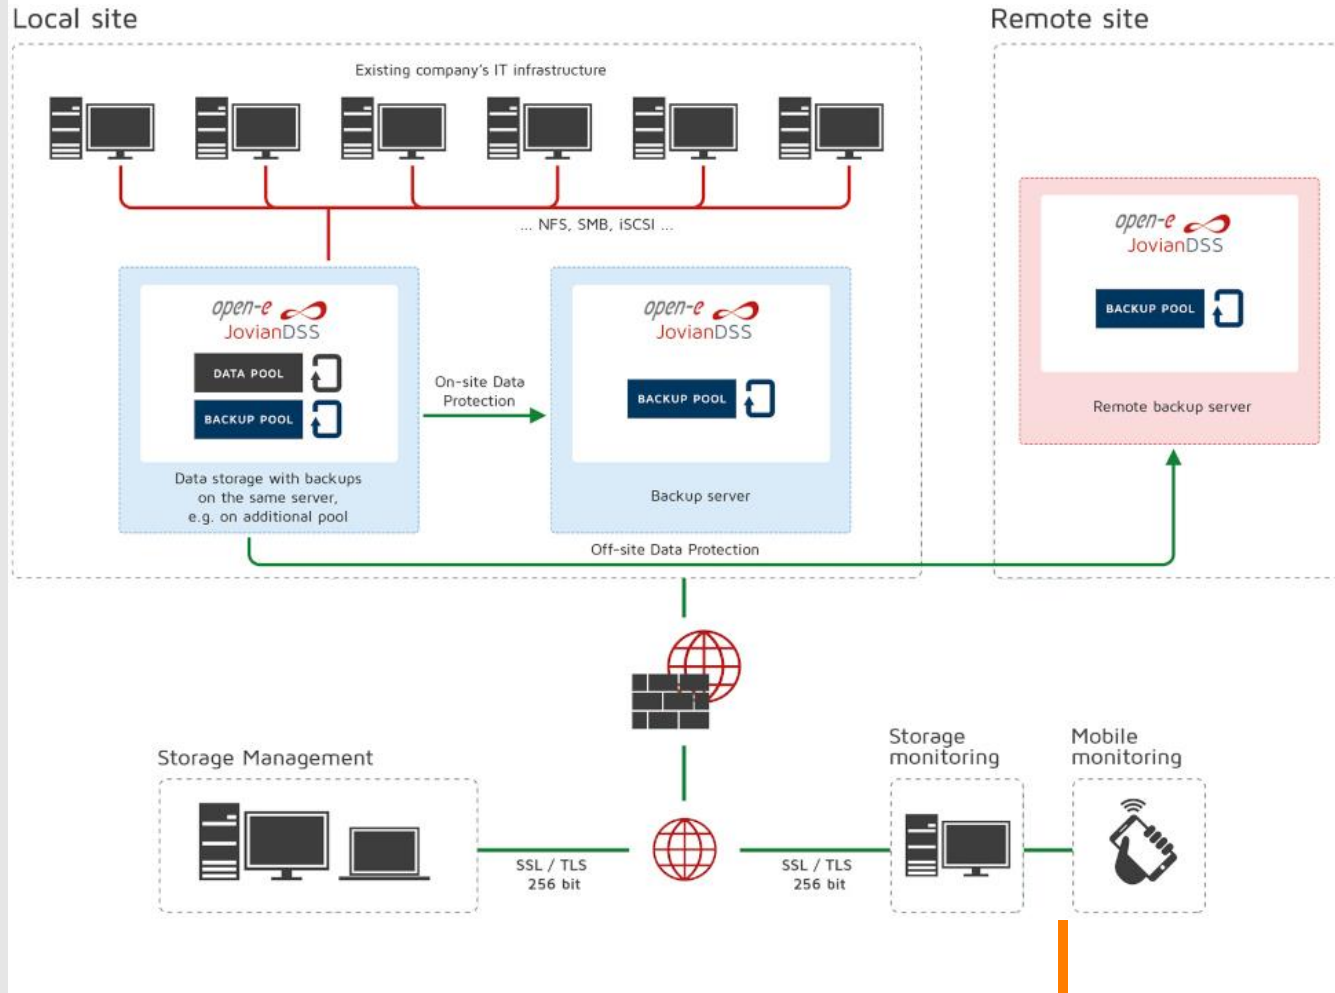 Local site
Remote site
Existing company's IT infrastructure
... NFS, SMB, iSCSI ...
open-e
JovianDSS
DATA POOL
BACKUP POOL
Data storage with backups
on the same server,
e.g. on additional pool
On-site Data
Protection
open-e
JovianDSS
BACKUP POOL
Backup server
open-e
JovianDSS
BACKUP POOL
Remote backup server
Off-site Data Protection
Storage Management
SSL / TLS
256 bit
SSL / TLS
256 bit
Storage
monitoring
Mobile
monitoring